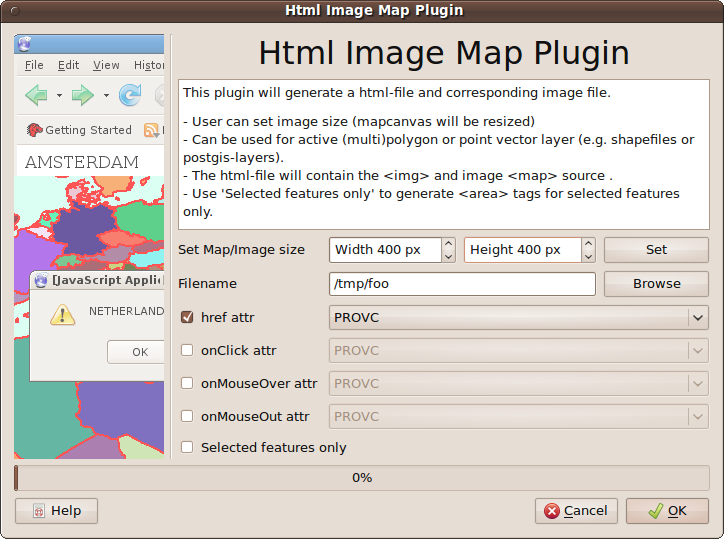 Html Image Map Plugin
File Edit View
Getting Started
AMSTERDAM
[JavaScript
NETHERLAND
OK
Html Image Map Plugin
This plugin will generate a html-file and corresponding image file.
- User can set image size (mapcanvas will be resized)
- Can be used for active (multi)polygon or point vector layer (e.g. shapefiles or
postgis-layers).
- The html-file will contain the <img> and image <map> source .
- Use 'Selected features only' to generate <area> tags for selected features
only.
Set Map/Image size Width 400 px Height 400 px Set
Filename /tmp/foo Browse
href attr PROVC
onClick attr PROVC
onMouseOver attr PROVC
onMouseOut attr PROVC
Selected features only
0%
Help Cancel OK